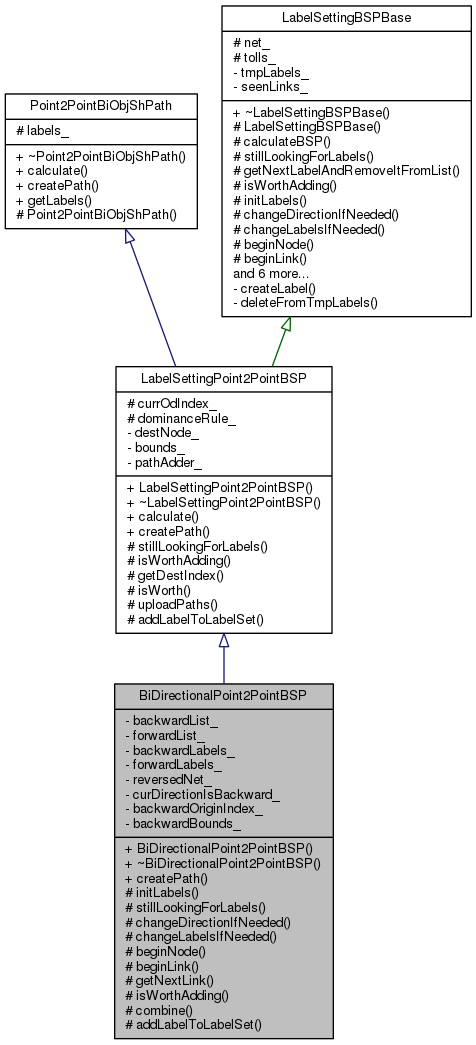 LabelSettingBSPBase
# net_
# tolls_
- tmpLabels_
- seenLinks_
+ ~LabelSettingBSPBase()
# LabelSettingBSPBase()
# calculateBSP()
# stillLookingForLabels()
# getNextLabelAndRemoveItFromList()
# isWorthAdding()
# initLabels()
# changeDirectionIfNeeded()
# changeLabelsIfNeeded()
# beginNode()
# beginLink()
and 6 more...
- createLabel()
- deleteFromTmpLabels()
Point2PointBiObjShPath
# labels_
+ ~Point2PointBiObjShPath()
+ calculate()
+ createPath()
+ getLabels()
# Point2PointBiObjShPath()
LabelSettingPoint2PointBSP
# currOdIndex_
# dominanceRule_
- destNode_
- bounds_
- pathAdder_
+ LabelSettingPoint2PointBSP()
+ ~LabelSettingPoint2PointBSP()
+ calculate()
+ createPath()
# stillLookingForLabels()
# isWorthAdding()
# getDestIndex()
# isWorth()
# uploadPaths()
# addLabelToLabelSet()
BiDirectionalPoint2PointBSP
- backwardList_
- forwardList_
- backwardLabels_
- forwardLabels_
- reversedNet_
- curDirectionIsBackward_
- backwardOriginIndex_
- backwardBounds_
+ BiDirectionalPoint2PointBSP()
+ ~BiDirectionalPoint2PointBSP()
+ createPath()
# initLabels()
# stillLookingForLabels()
# changeDirectionIfNeeded()
# changeLabelsIfNeeded()
# beginNode()
# beginLink()
# getNextLink()
# isWorthAdding()
# combine()
# addLabelToLabelSet()